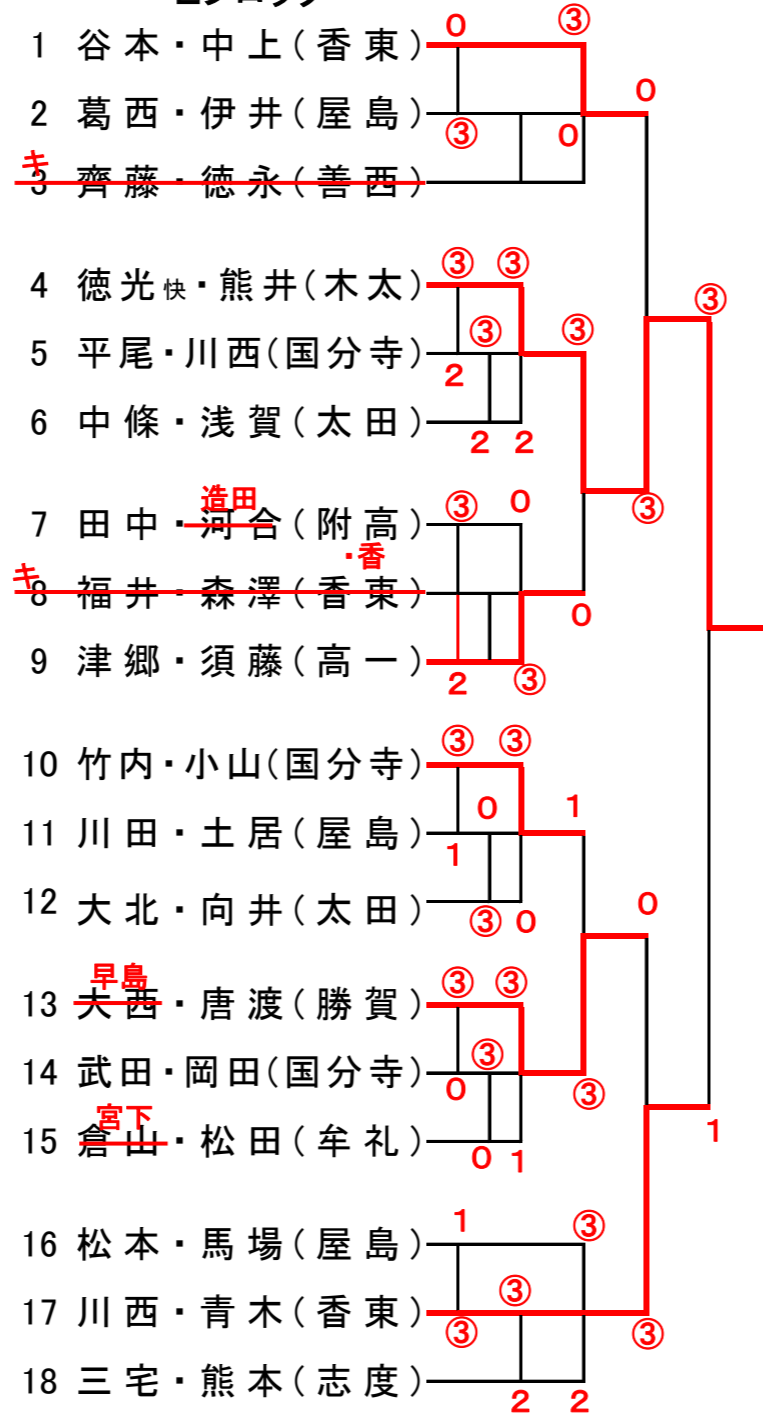 0 ③
1 谷本・中上(香東)
0
2 葛西・伊井(屋島)
③ 0
キ
3 齊藤・徳永(善西)
③ ③
4 徳光快・熊井(木太)
③
③ ③
5 平尾・川西(国分寺)
2
6 中條・浅賀(太田)
2 2
造田
③ 0 ③
7 田中・河合(附高)
・香
キ
8 福井・森澤(香東)
0
9 津郷・須藤(高一)
2 ③
③ ③
10 竹内・小山(国分寺)
0 1
11 川田・土居(屋島)
1
12 大北・向井(太田)
③ 0
0
早島
③ ③
13 大西・唐渡(勝賀)
③
14 武田・岡田(国分寺)
0 ③
宮下
15 倉山・松田(牟礼)
0 1
1
1 ③
16 松本・馬場(屋島)
③
17 川西・青木(香東)
③ ③
18 三宅・熊本(志度)
2 2